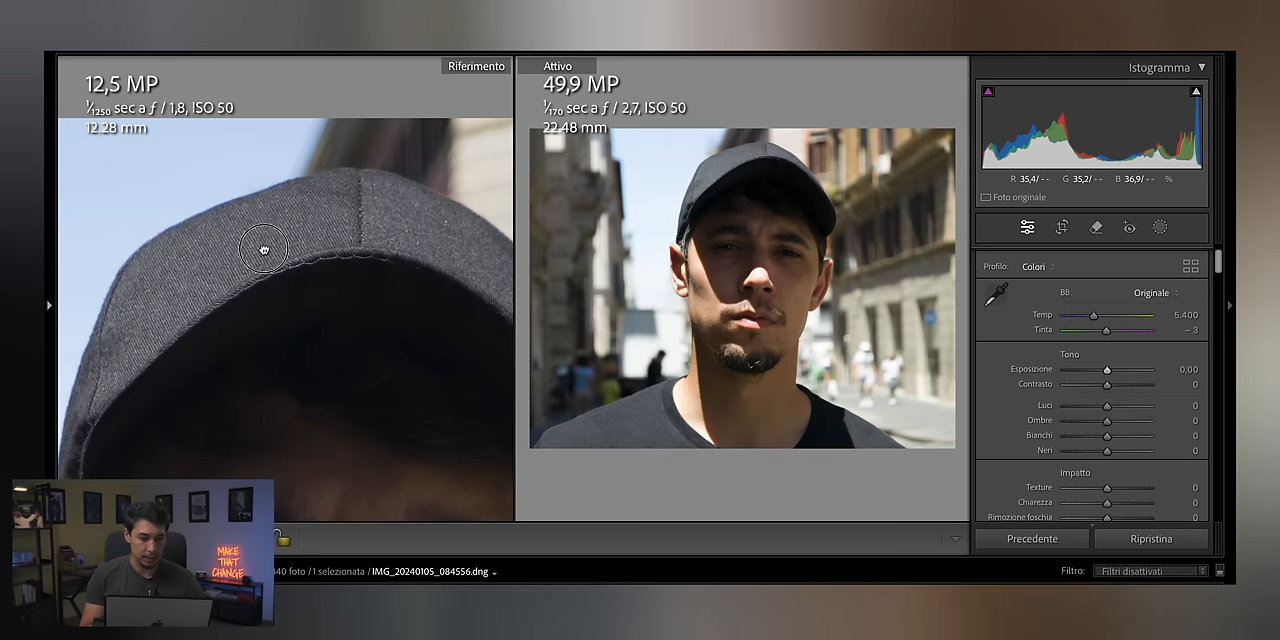 Riferimento
12,5 MP
1/1250 sec a ƒ / 1,8, ISO 50
12.28 mm
Attivo
49,9 MP
1/170 sec a ƒ / 2,7, ISO 50
22.48 mm
Istogramma ▼
R 35,4/ -- G 35,2/ -- B 36,9/ -- %
Foto originale
Profilo: Colori
BB: Originale
Temp 5.400
Tinta – 3
Tono
Esposizione 0,00
Contrasto 0
Luci 0
Ombre 0
Bianchi 0
Neri 0
Impatto
Texture 0
Chiarezza 0
Rimozione foschia 0
Precedente
Ripristina
40 foto / 1 selezionata / IMG_20240105_084556.dng
Filtro: Filtri disattivati
MAKE
THAT
CHANGE